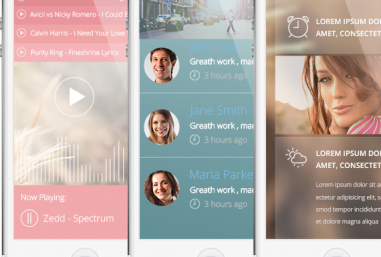 Avicii vs Nicky Romero - I Could B
Calvin Harris - I Need Your Love
Purity Ring - Fineshrine Lyrics
Now Playing:
Zedd - Spectrum
Greath work , mar
3 hours ago
Jane Smith
Greath work , mar
3 hours ago
Maria Parke
Greath work , mar
3 hours ago
LOREM IPSUM DOL
AMET, CONSECTET
LOREM IPSUM DOL
AMET, CONSECTET
Lorem ipsum dolor sit a
ectetur adipisicing elit, s
smod tempor incididunt
et dolore magna aliqua